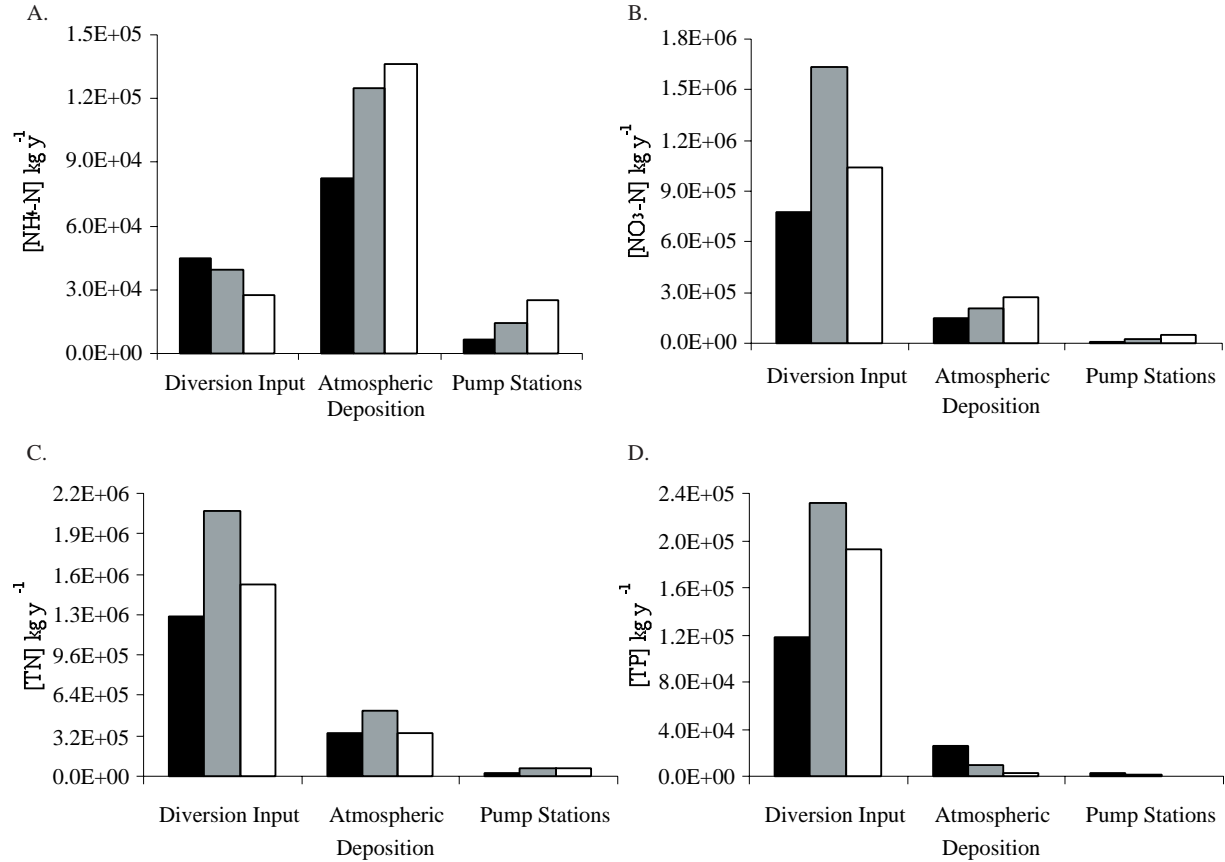 A.
[NH₄-N] kg y⁻¹
1.5E+05
1.2E+05
9.0E+04
6.0E+04
3.0E+04
0.0E+00
Diversion Input Atmospheric Deposition Pump Stations
B.
[NO₃-N] kg y⁻¹
1.8E+06
1.5E+06
1.2E+06
9.0E+05
6.0E+05
3.0E+05
0.0E+00
Diversion Input Atmospheric Deposition Pump Stations
C.
[TN] kg y⁻¹
2.2E+06
1.9E+06
1.6E+06
1.3E+06
9.6E+05
6.4E+05
3.2E+05
0.0E+00
Diversion Input Atmospheric Deposition Pump Stations
D.
[TP] kg y⁻¹
2.4E+05
2.0E+05
1.6E+05
1.2E+05
8.0E+04
4.0E+04
0.0E+00
Diversion Input Atmospheric Deposition Pump Stations